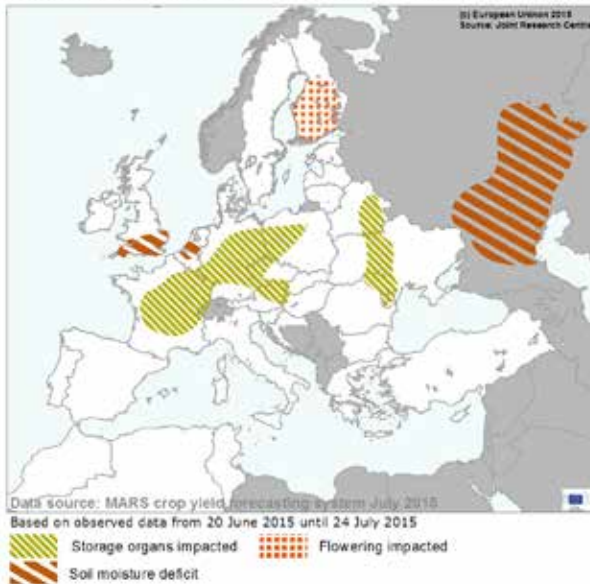 (c) European Uninon 2015
Source: Joint Research Centre
Data source: MARS crop yield forecasting system July 2015
Based on observed data from 20 June 2015 until 24 July 2015
Storage organs impacted
Flowering impacted
Soil moisture deficit